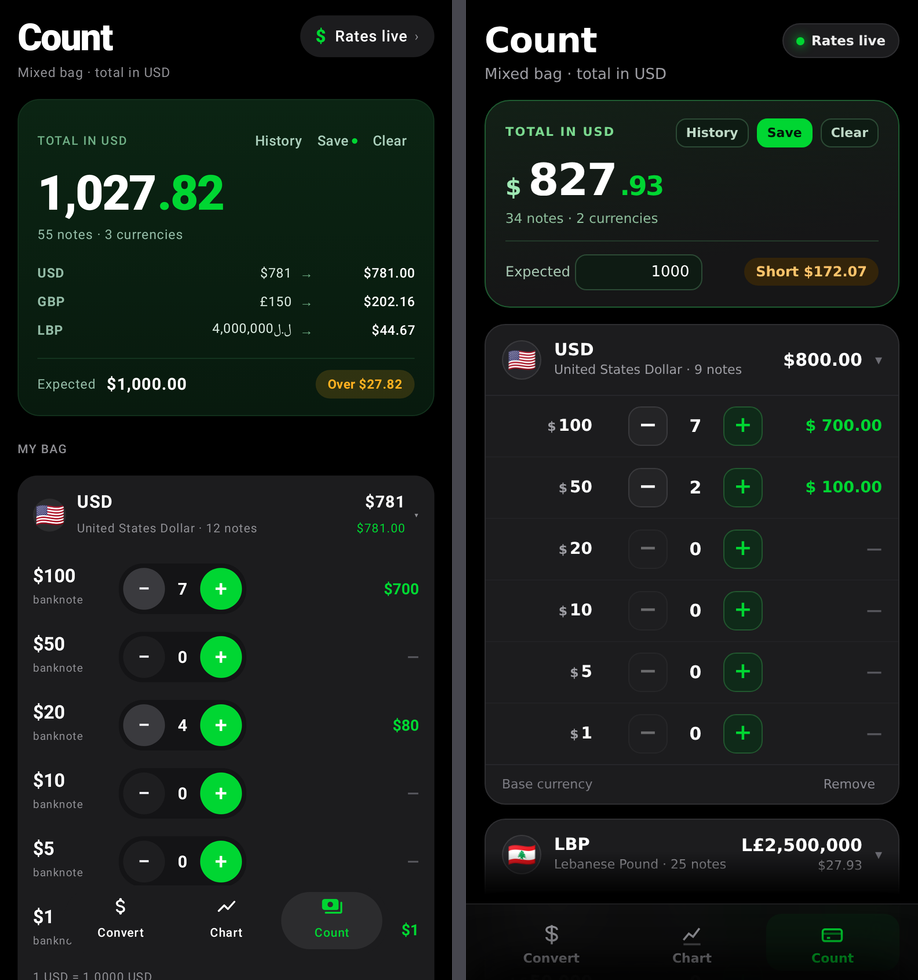 Count
$ Rates live ›
Mixed bag · total in USD
TOTAL IN USD
History Save Clear
1,027.82
55 notes · 3 currencies
USD $781 → $781.00
GBP £150 → $202.16
LBP 4,000,000ل.ل → $44.67
Expected $1,000.00 Over $27.82
MY BAG
USD $781
United States Dollar · 12 notes $781.00
$100
banknote
− 7 + $700
$50
banknote
− 0 + —
$20
banknote
− 4 + $80
$10
banknote
− 0 + —
$5
banknote
− 0 + —
$1 $1
$ Convert
Chart
Count
1 USD = 1.0000 USD
Count
Rates live
Mixed bag · total in USD
TOTAL IN USD
History Save Clear
$ 827.93
34 notes · 2 currencies
Expected 1000 Short $172.07
USD $800.00
United States Dollar · 9 notes
$100 − 7 + $ 700.00
$50 − 2 + $ 100.00
$20 − 0 + —
$10 − 0 + —
$5 − 0 + —
$1 − 0 + —
Base currency Remove
LBP L£2,500,000
Lebanese Pound · 25 notes $27.93
$ Convert
Chart
Count